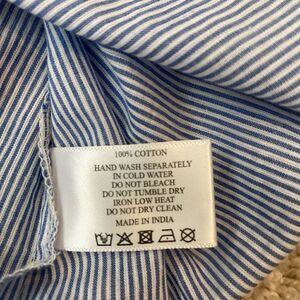 100% COTTON
HAND WASH SEPARATELY
IN COLD WATER
DO NOT BLEACH
DO NOT TUMBLE DRY
IRON LOW HEAT
DO NOT DRY CLEAN
MADE IN INDIA